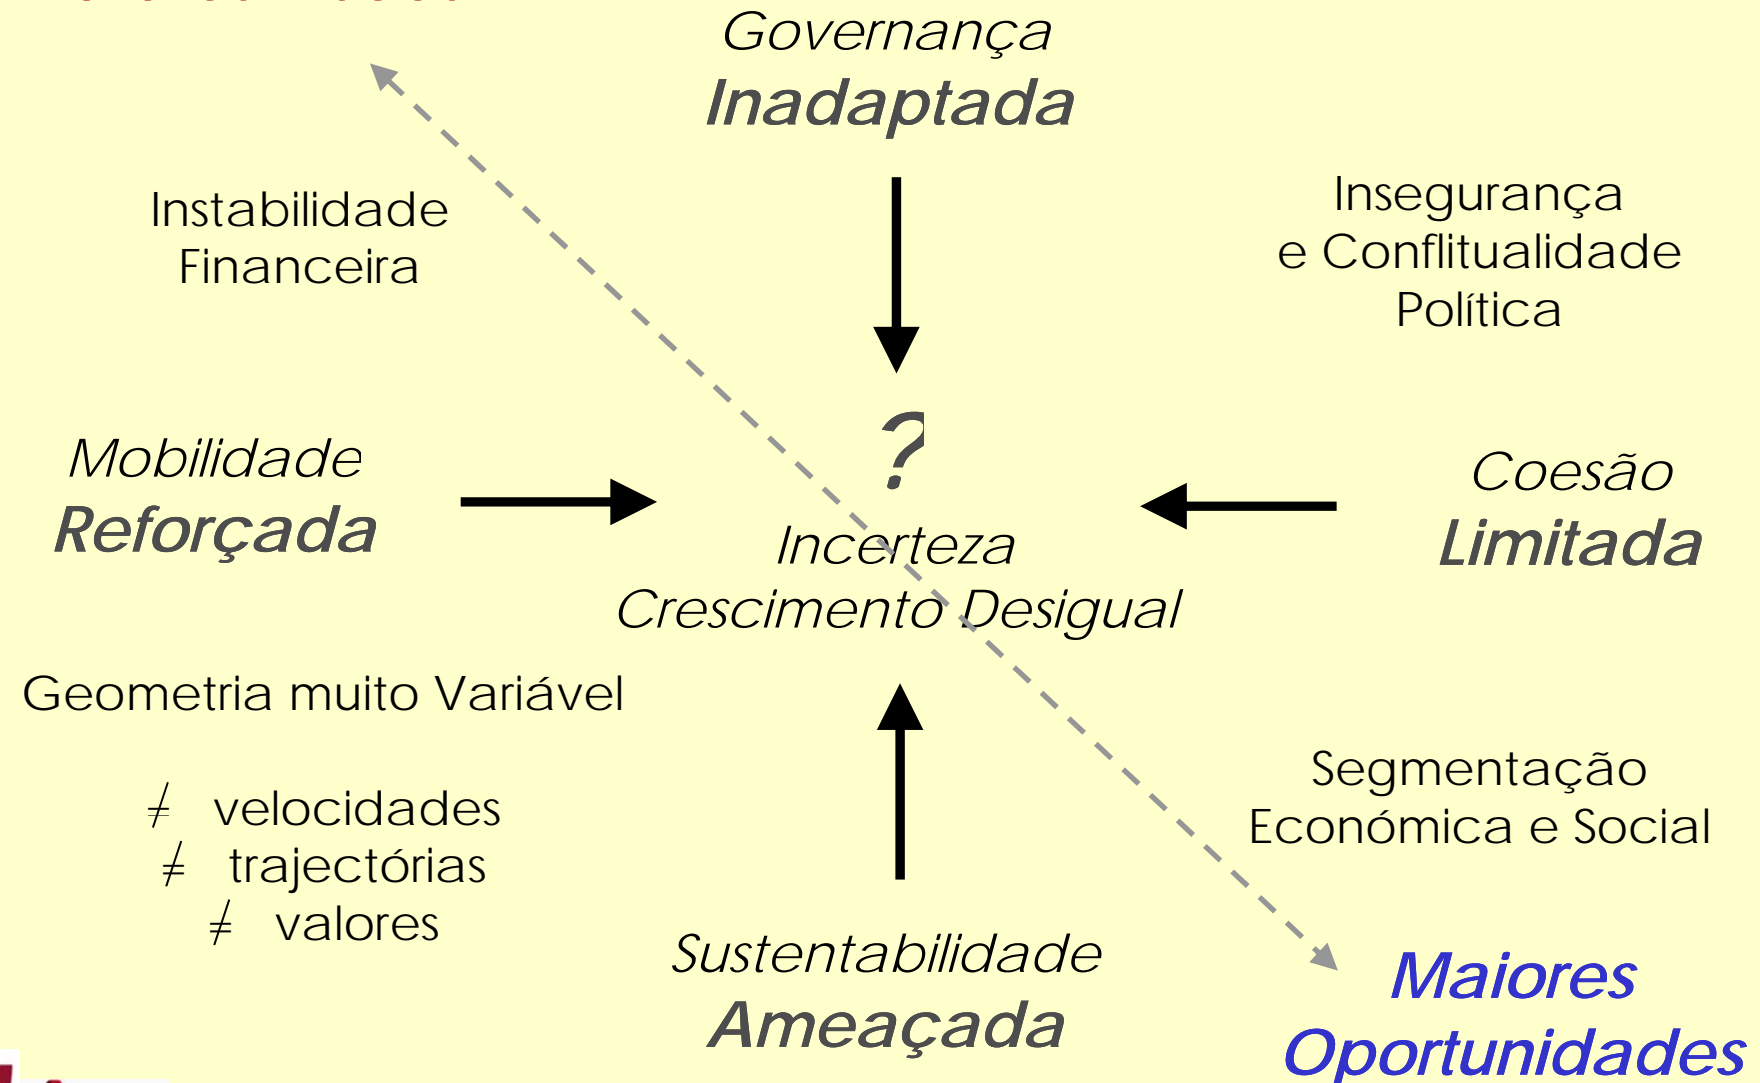 Governança
Inadaptada
Instabilidade
Financeira
Insegurança
e Conflitualidade
Política
?
Mobilidade
Reforçada
Coesão
Limitada
Incerteza
Crescimento Desigual
Geometria muito Variável
≠ velocidades
≠ trajectórias
≠ valores
Segmentação
Económica e Social
Sustentabilidade
Ameaçada
Maiores
Oportunidades